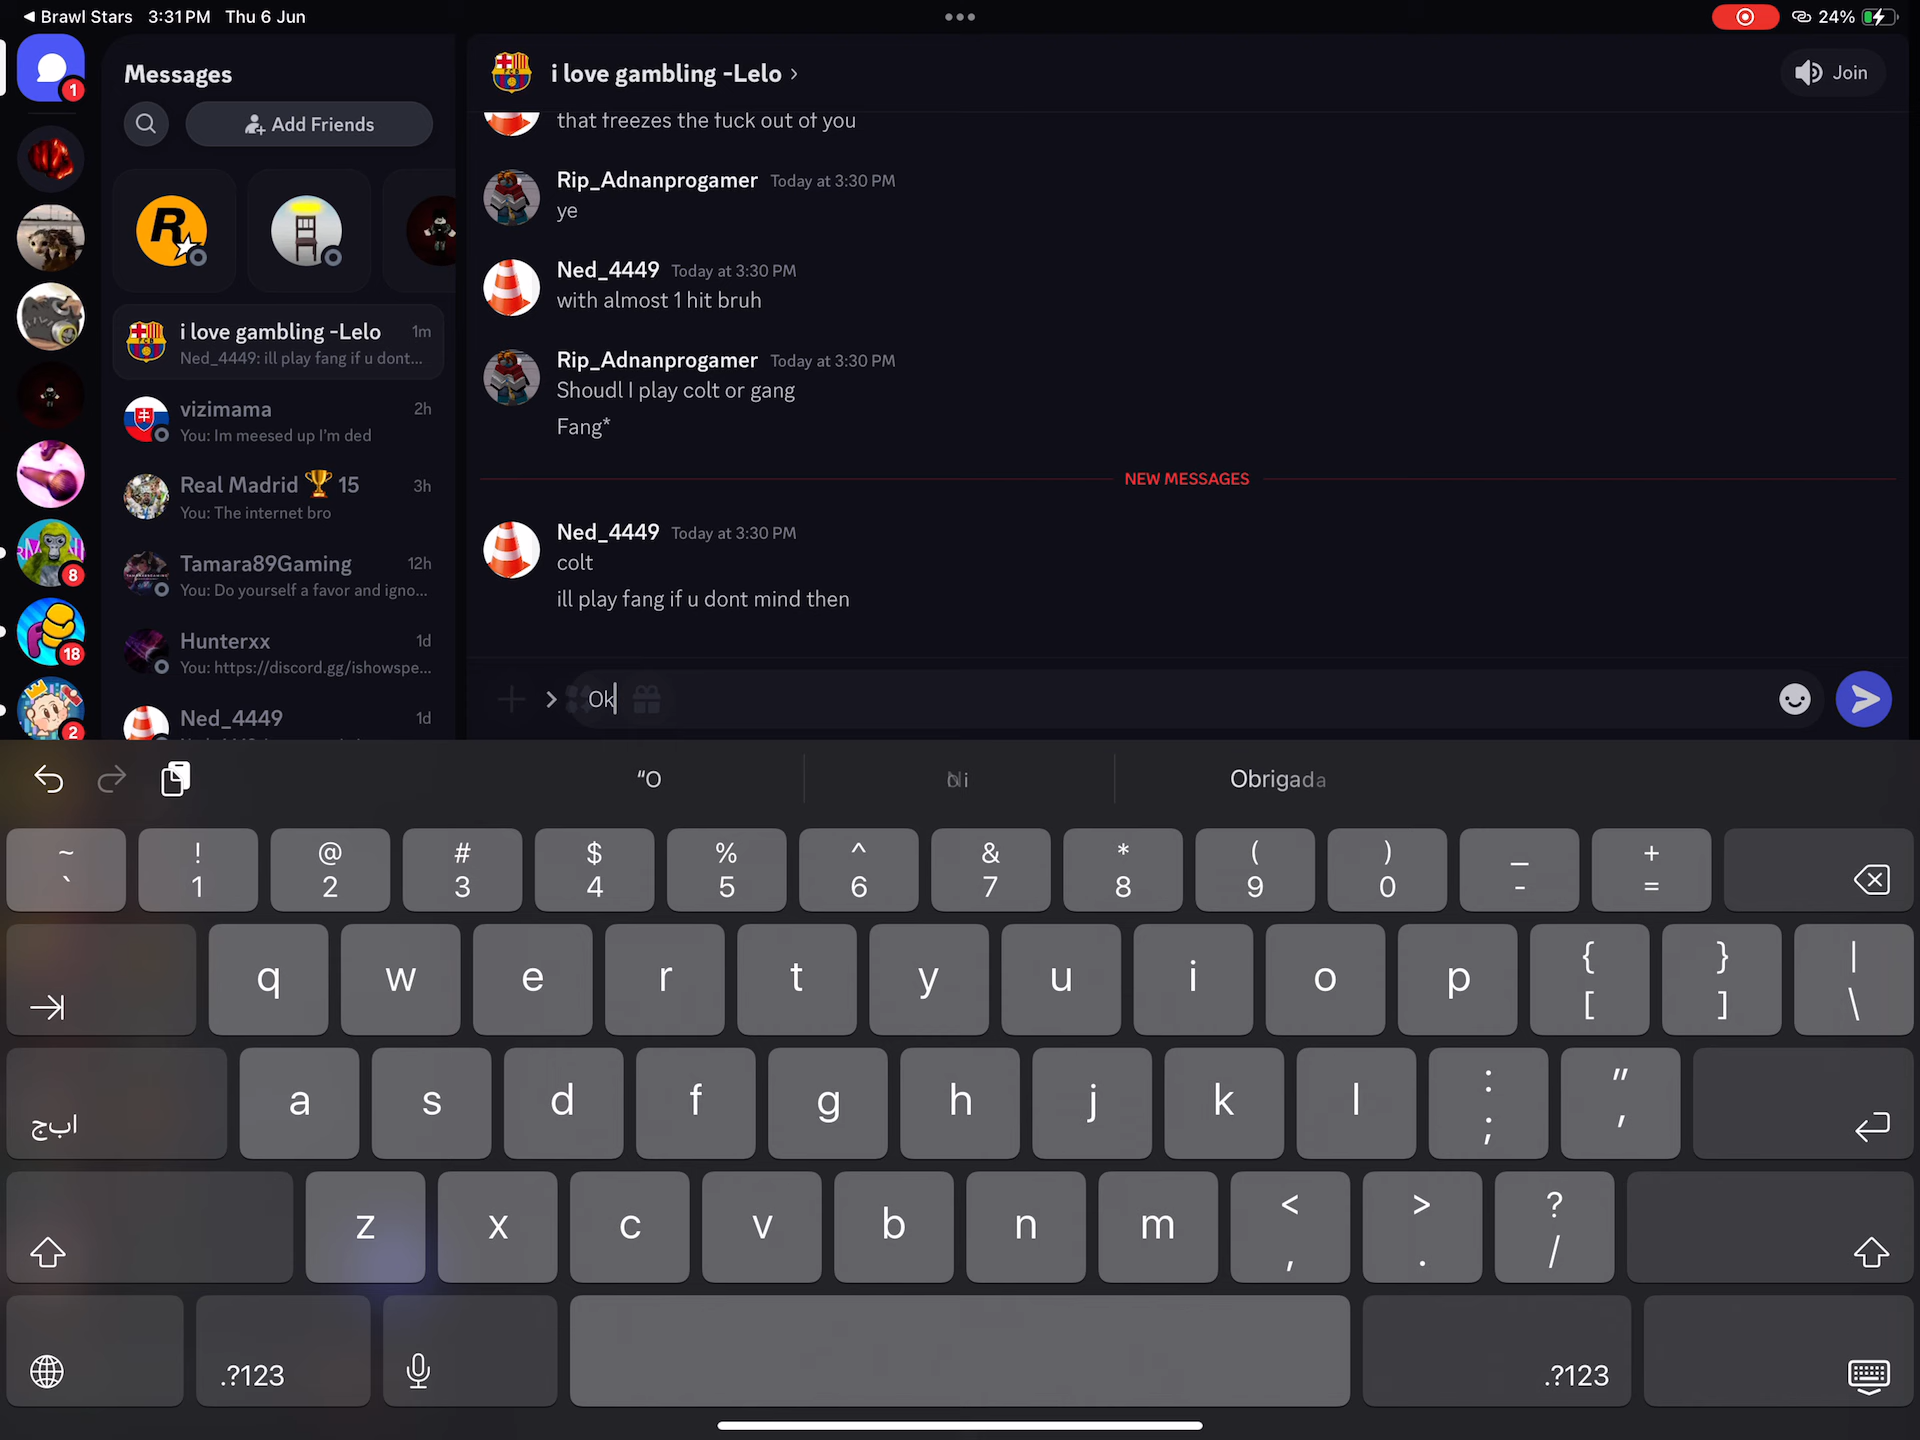 ◀ Brawl Stars 3:31 PM Thu 6 Jun
24%
Messages
Add Friends
i love gambling -Lelo 1m
Ned_4449: ill play fang if u dont...
vizimama 2h
You: Im meesed up I'm ded
Real Madrid 🏆 15 3h
You: The internet bro
Tamara89Gaming 12h
You: Do yourself a favor and igno...
Hunterxx 1d
You: https://discord.gg/ishowspe...
Ned_4449 1d
1
8
18
2
i love gambling -Lelo ›
Join
that freezes the fuck out of you
Rip_Adnanprogamer Today at 3:30 PM
ye
Ned_4449 Today at 3:30 PM
with almost 1 hit bruh
Rip_Adnanprogamer Today at 3:30 PM
Shoudl I play colt or gang
Fang*
NEW MESSAGES
Ned_4449 Today at 3:30 PM
colt
ill play fang if u dont mind then
Ok
“O
Obrigada
~ ! @ # $ % ^ & * ( ) _ +
` 1 2 3 4 5 6 7 8 9 0 - =
q w e r t y u i o p { } |
[ ] \
a s d f g h j k l : "
ابج ; '
z x c v b n m < > ?
, . /
.?123 .?123